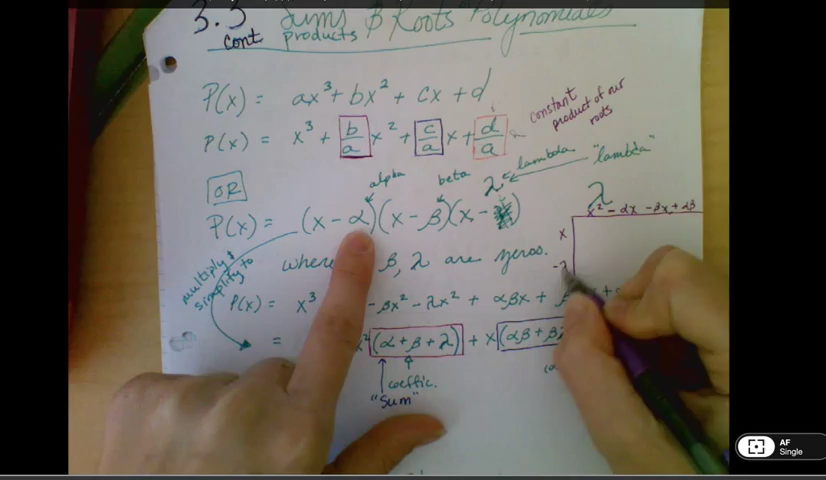 3.3 Sums & Roots Polynomials
cont products
P(x) = ax³ + bx² + cx + d
P(x) = x³ + b/a x² + c/a x + d/a
constant
product of our
roots
OR
alpha
beta
λ
lambda
"lambda"
λ
P(x) = (x - α)(x - β)(x - )
x² - αx - βx + αβ
x
-λ
where β, λ are zeros.
multiply &
simplify to
P(x) = x³ - βx² - λx² + αβx +
= x² (α + β + λ) + x (αβ + βλ
coeffic.
"Sum"
AF
Single